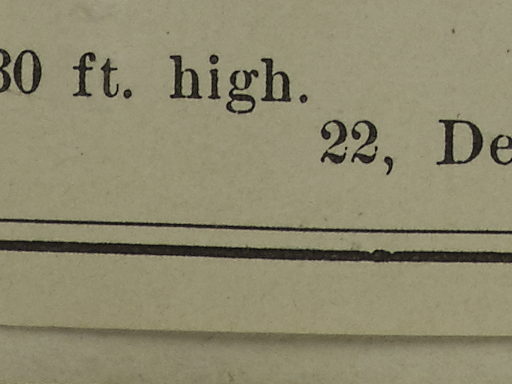 30 ft. high.
22, De